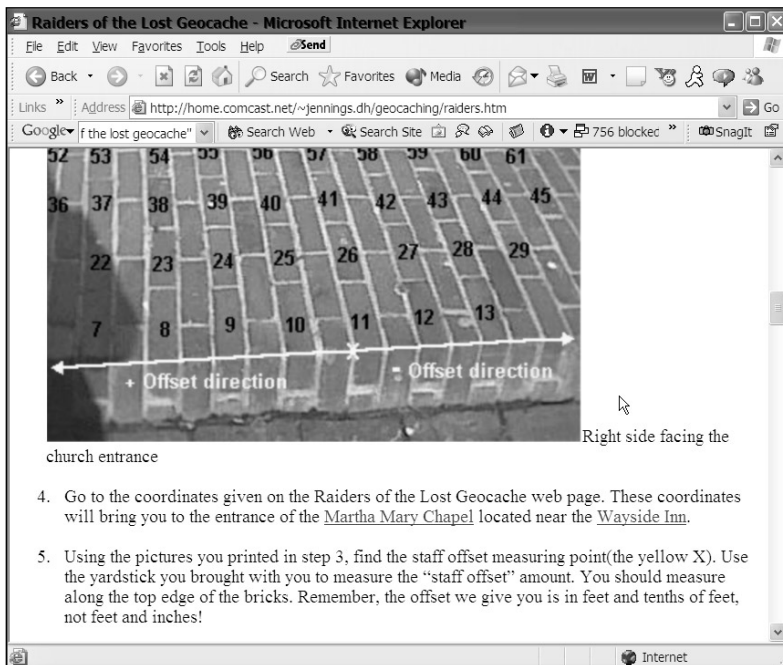 Raiders of the Lost Geocache - Microsoft Internet Explorer
File Edit View Favorites Tools Help Send
Back Search Favorites Media
Links » Address http://home.comcast.net/~jennings.dh/geocaching/raiders.htm Go
Google f the lost geocache" Search Web Search Site 756 blocked » SnagIt
52 53 54 55 56 57 58 59 60 61
36 37 38 39 40 41 42 43 44 45
22 23 24 25 26 27 28 29
7 8 9 10 11 12 13
X
+ Offset direction - Offset direction
Right side facing the
church entrance
4. Go to the coordinates given on the Raiders of the Lost Geocache web page. These coordinates
will bring you to the entrance of the Martha Mary Chapel located near the Wayside Inn.
5. Using the pictures you printed in step 3, find the staff offset measuring point(the yellow X). Use
the yardstick you brought with you to measure the “staff offset” amount. You should measure
along the top edge of the bricks. Remember, the offset we give you is in feet and tenths of feet,
not feet and inches!
Internet